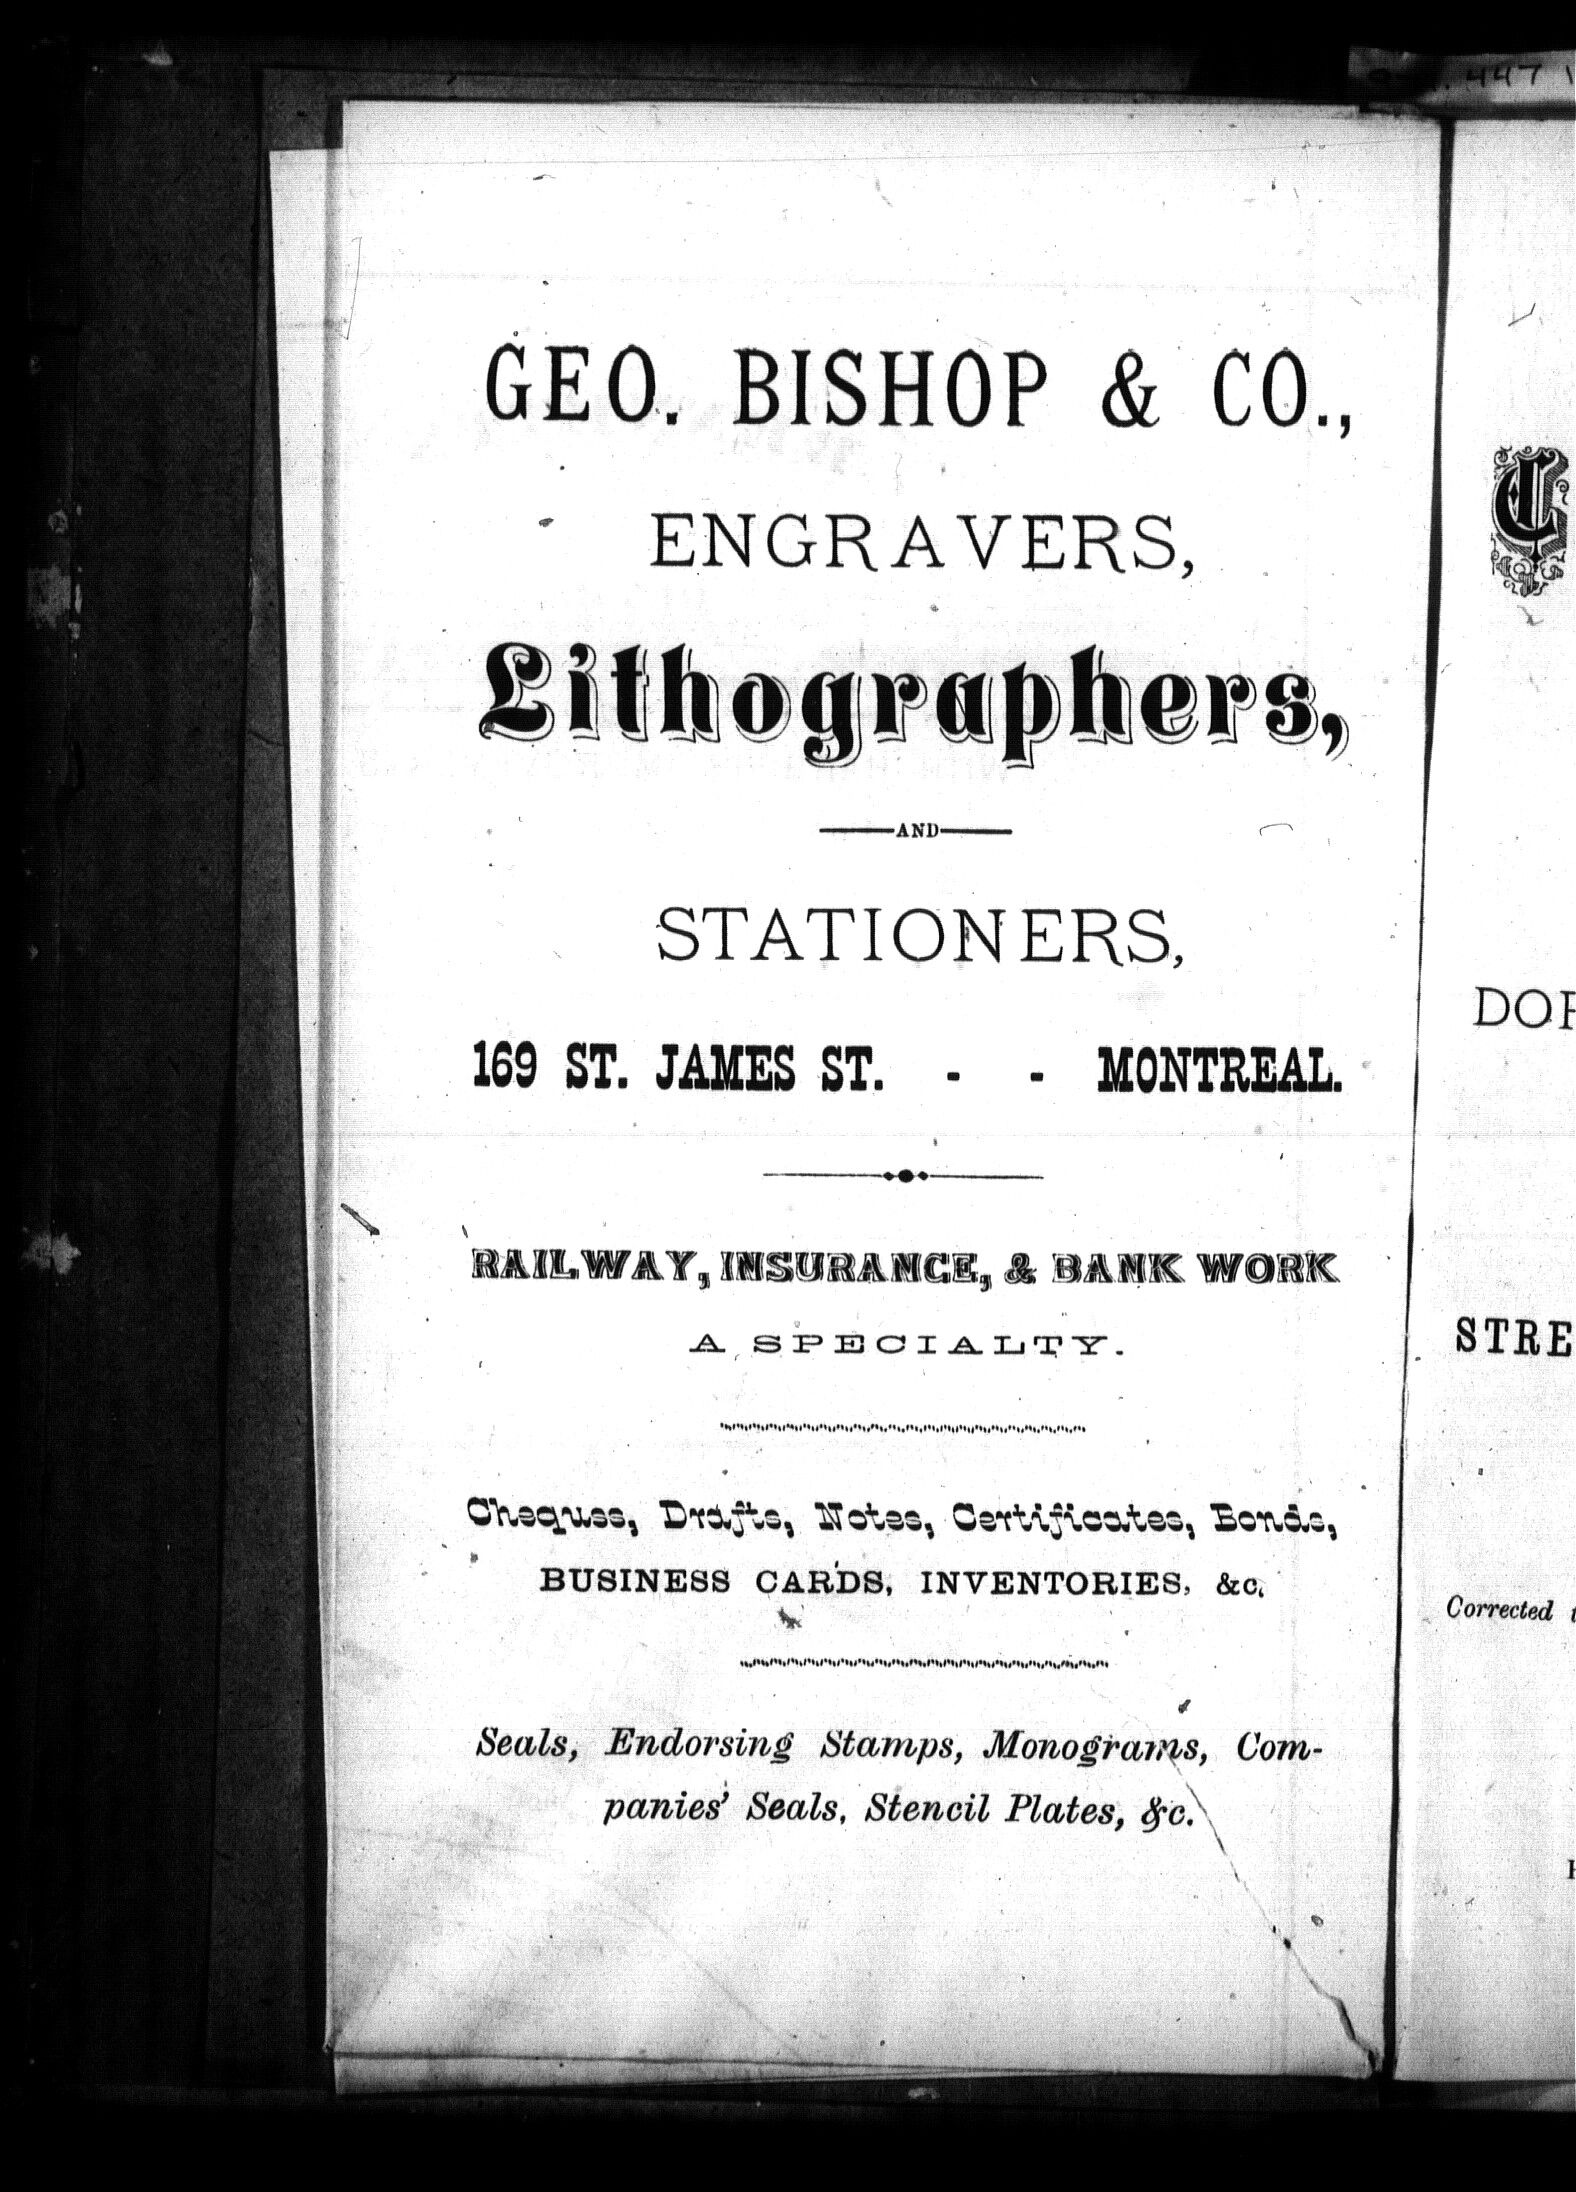 447
GEO. BISHOP & CO.,
ENGRAVERS,
Lithographers,
AND
STATIONERS,
169 ST. JAMES ST. - - MONTREAL.
RAILWAY, INSURANCE, & BANK WORK
A SPECIALTY.
Cheques, Drafts, Notes, Certificates, Bonds,
BUSINESS CARDS, INVENTORIES, &c.
Seals, Endorsing Stamps, Monograms, Com-
panies' Seals, Stencil Plates, &c.
C
STRE
Corrected